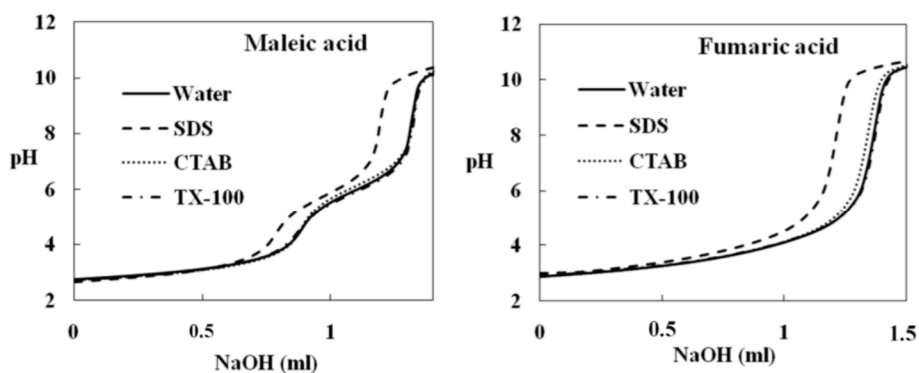 Maleic acid
12
10
8
6
4
2
pH
Water
SDS
CTAB
TX-100
0
0.5
1
NaOH (ml)
Fumaric acid
12
10
8
6
4
2
pH
Water
SDS
CTAB
TX-100
0
0.5
1
1.5
NaOH (ml)